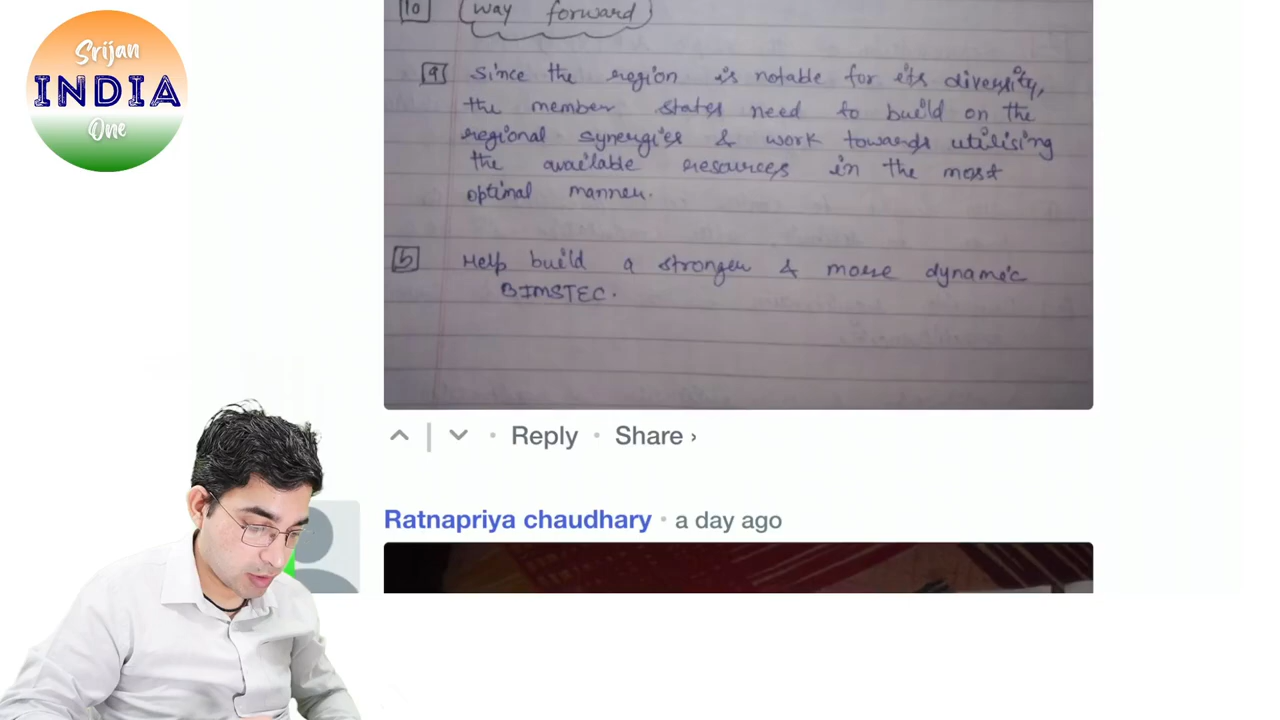 Srijan
INDIA
One
10 way forward
a since the region is notable for its diversity,
the member states need to build on the
regional synergies & work towards utilising
the available resources in the most
optimal manner.
b Help build a stronger & more dynamic
BIMSTEC.
Reply • Share ›
Ratnapriya chaudhary • a day ago